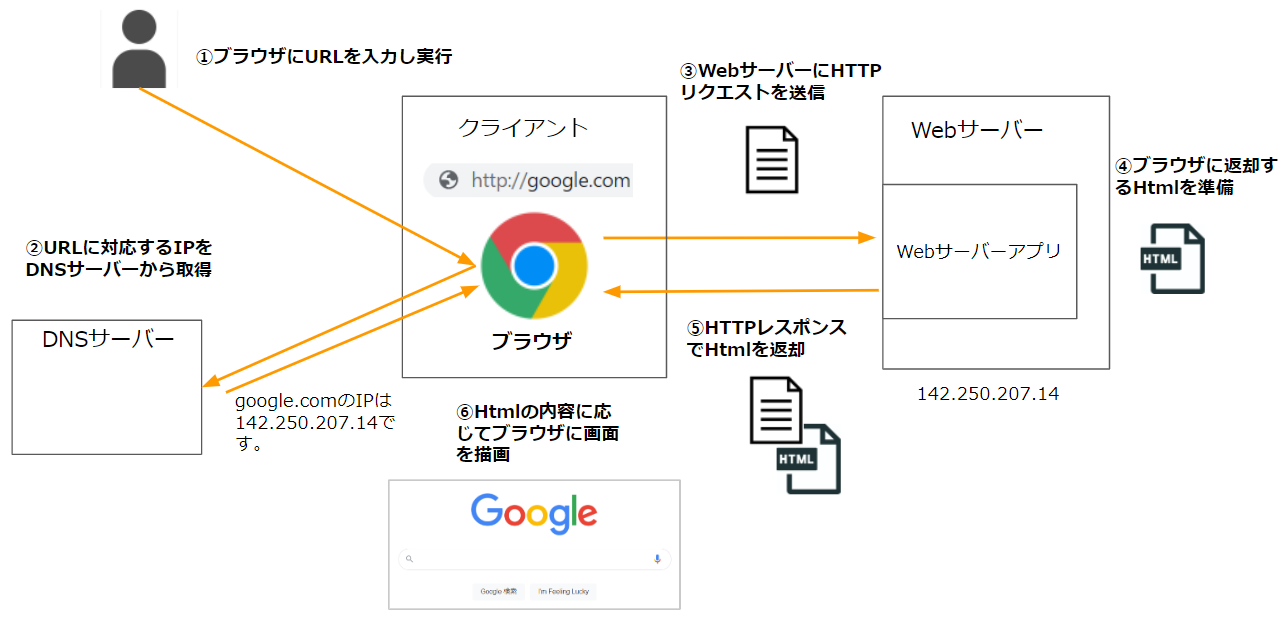 ①ブラウザにURLを入力し実行
③WebサーバーにHTTP
リクエストを送信
クライアント
http://google.com
ブラウザ
Webサーバー
Webサーバーアプリ
142.250.207.14
④ブラウザに返却す
るHtmlを準備
HTML
②URLに対応するIPを
DNSサーバーから取得
DNSサーバー
google.comのIPは
142.250.207.14で
す。
⑤HTTPレスポンス
でHtmlを返却
HTML
⑥Htmlの内容に応
じてブラウザに画面
を描画
Google
Google 検索
I'm Feeling Lucky